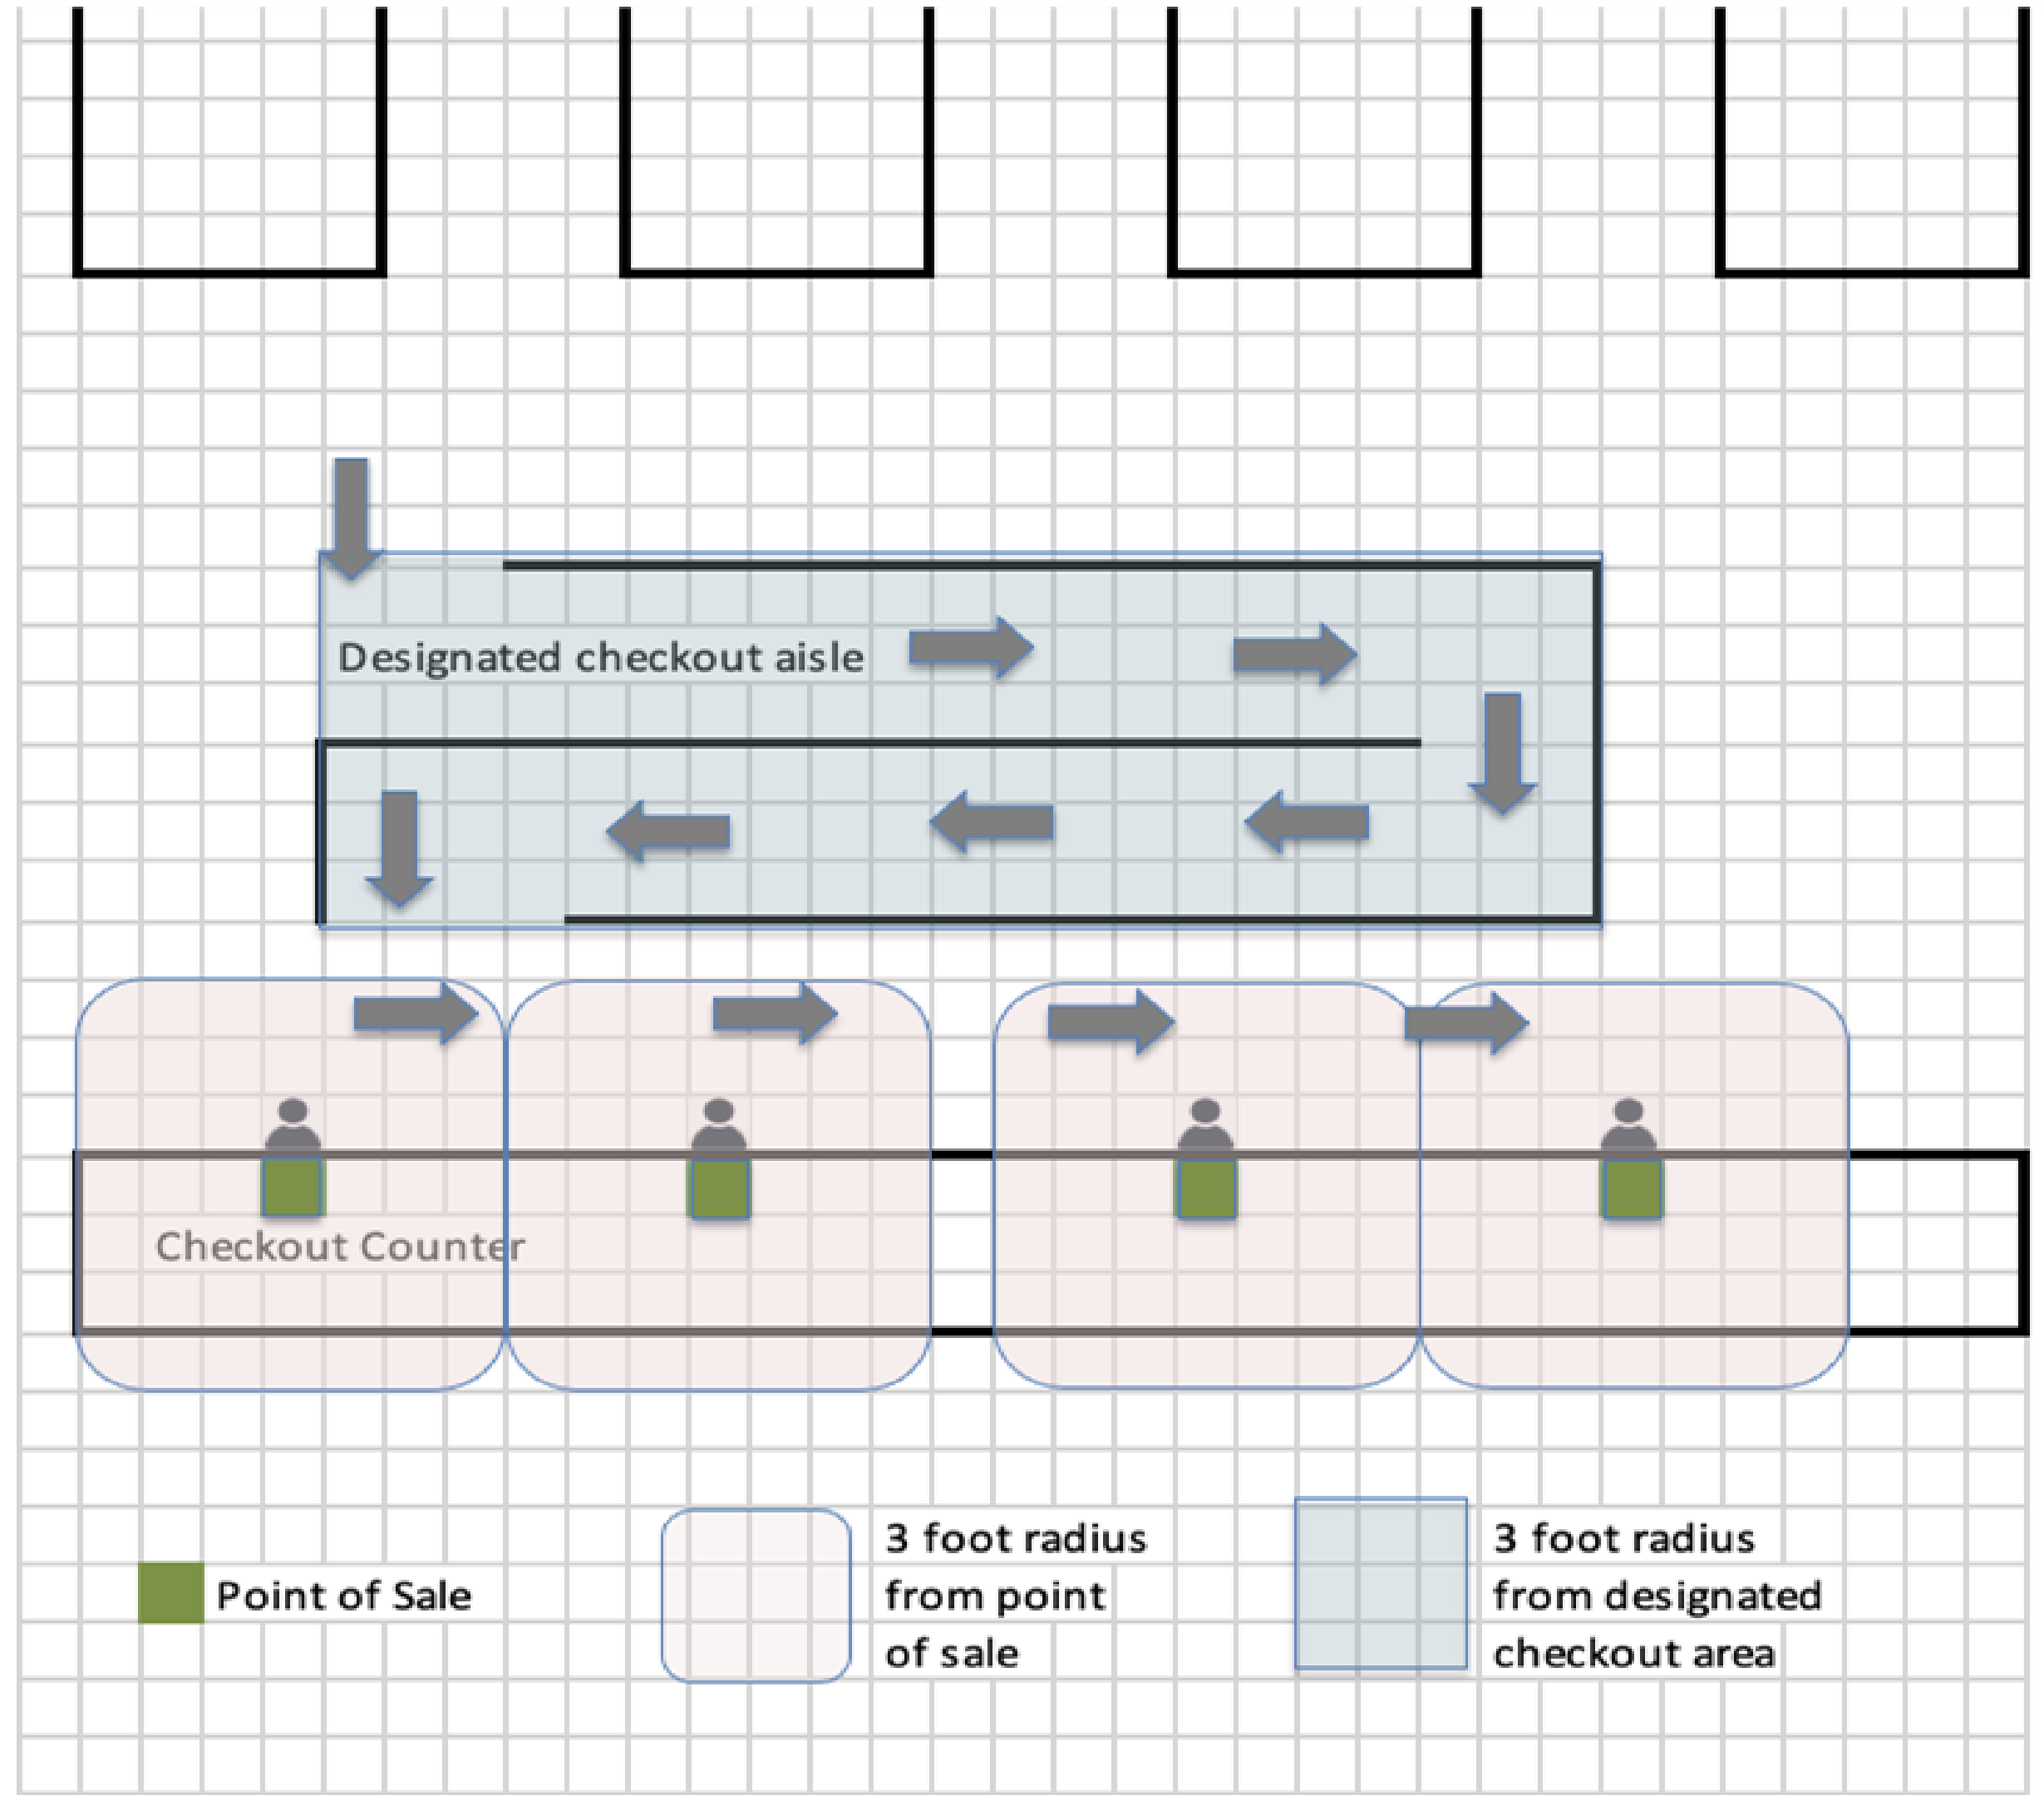 Designated checkout aisle
Checkout Counter
Point of Sale
3 foot radius
from point
of sale
3 foot radius
from designated
checkout area